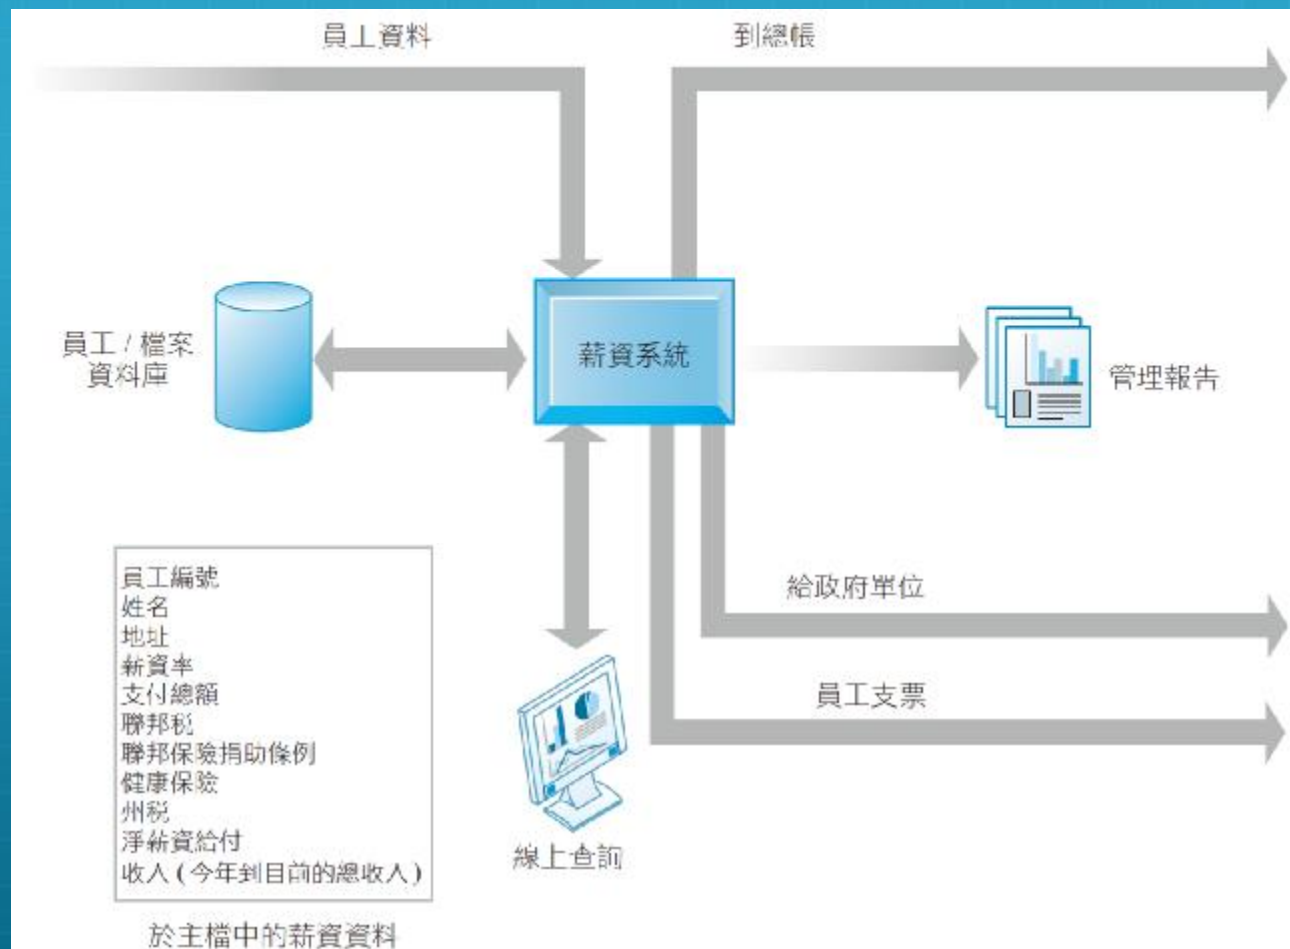 員工資料
到總帳
員工 / 檔案
資料庫
薪資系統
管理報告
員工編號
姓名
地址
薪資率
支付總額
聯邦稅
聯邦保險捐助條例
健康保險
州稅
淨薪資給付
收入 ( 今年到目前的總收入 )
於主檔中的薪資資料
線上查詢
給政府單位
員工支票